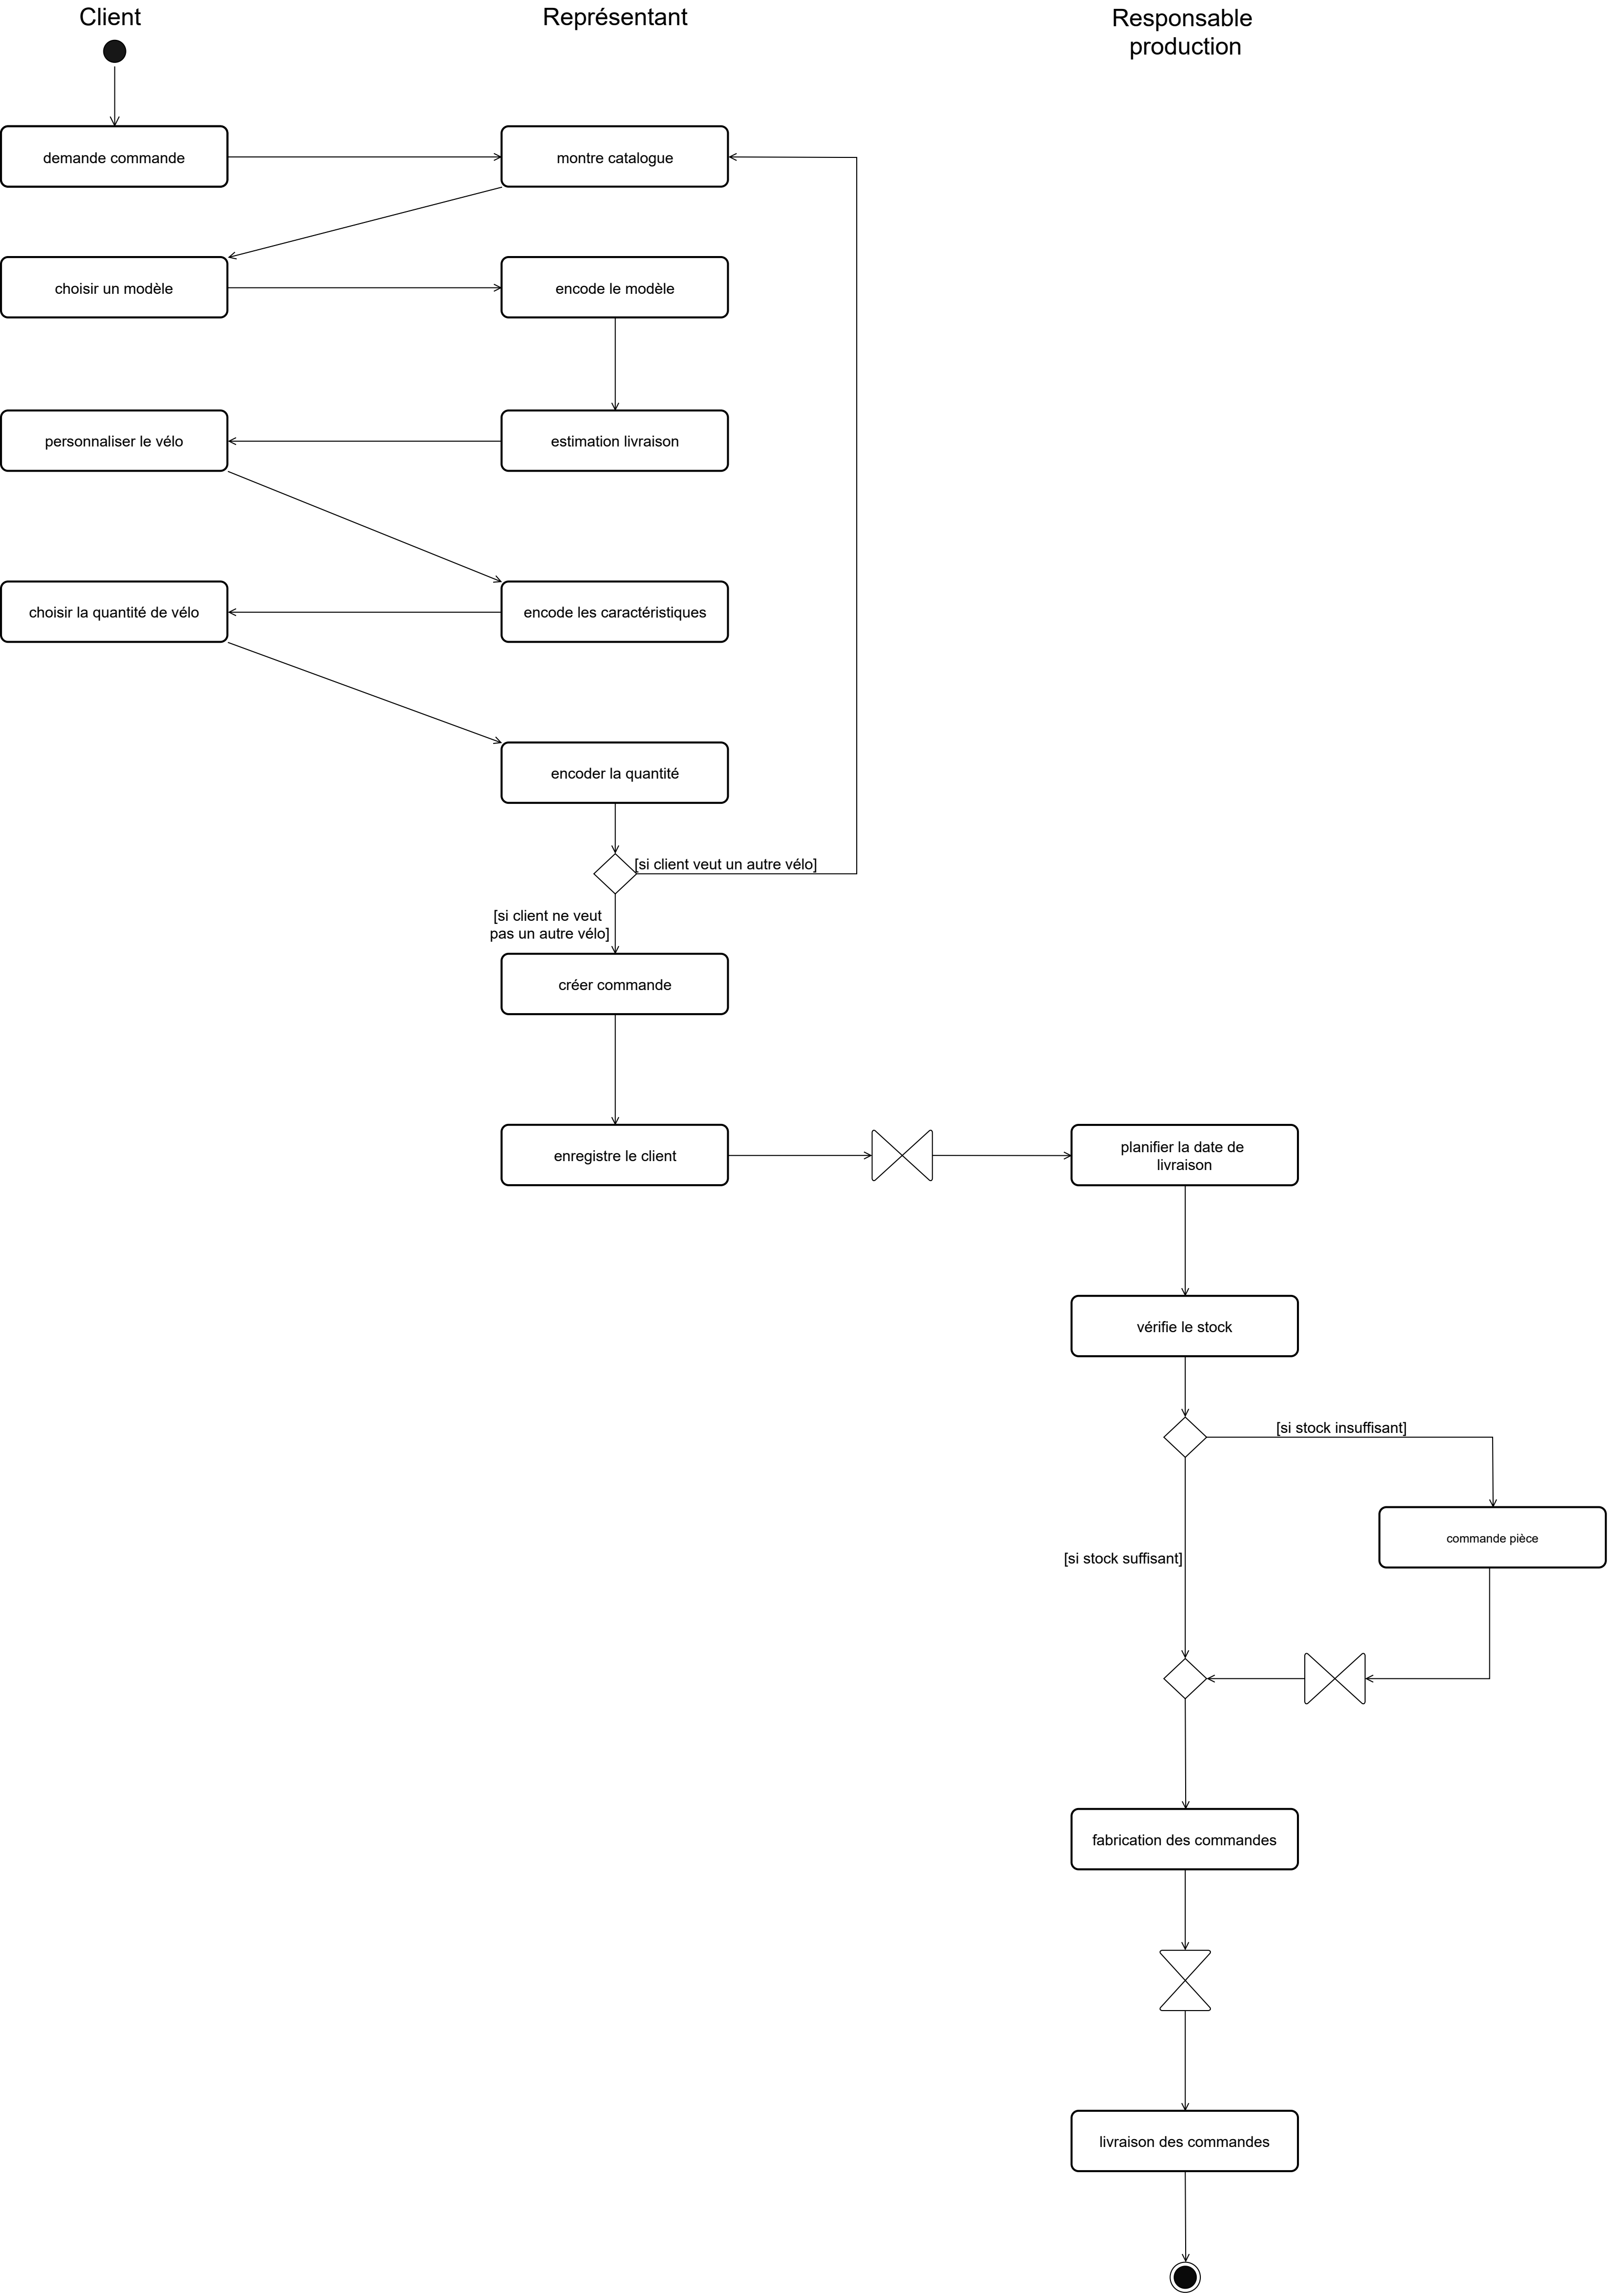 Client
Représentant
Responsable
production
demande commande
montre catalogue
choisir un modèle
encode le modèle
personnaliser le vélo
estimation livraison
choisir la quantité de vélo
encode les caractéristiques
encoder la quantité
[si client veut un autre vélo]
[si client ne veut
pas un autre vélo]
créer commande
enregistre le client
planifier la date de
livraison
vérifie le stock
[si stock insuffisant]
commande pièce
[si stock suffisant]
fabrication des commandes
livraison des commandes